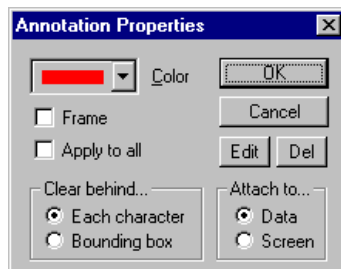 Annotation Properties
Color
OK
Frame
Cancel
Apply to all
Edit
Del
Clear behind...
Attach to...
Each character
Data
Bounding box
Screen